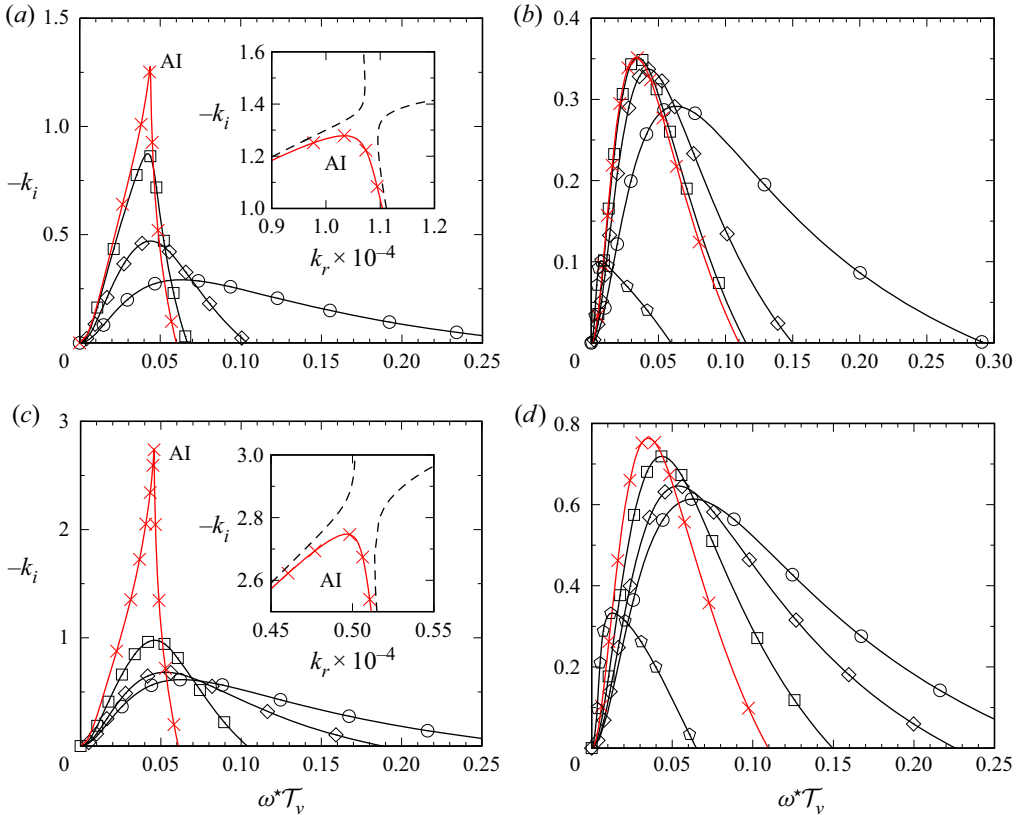 (a)
1.5
1.0
0.5
0
−k_i
AI
0 0.05 0.10 0.15 0.20 0.25
1.6
1.4
1.2
1.0
−k_i
AI
0.9 1.0 1.1 1.2
k_r × 10^−4
(b)
0.4
0.3
0.2
0.1
0 0.05 0.10 0.15 0.20 0.25 0.30
(c)
3
2
1
0
−k_i
AI
0 0.05 0.10 0.15 0.20 0.25
ω*𝒯_v
3.0
2.8
2.6
−k_i
AI
0.45 0.50 0.55
k_r × 10^−4
(d)
0.8
0.6
0.4
0.2
0 0.05 0.10 0.15 0.20 0.25
ω*𝒯_v